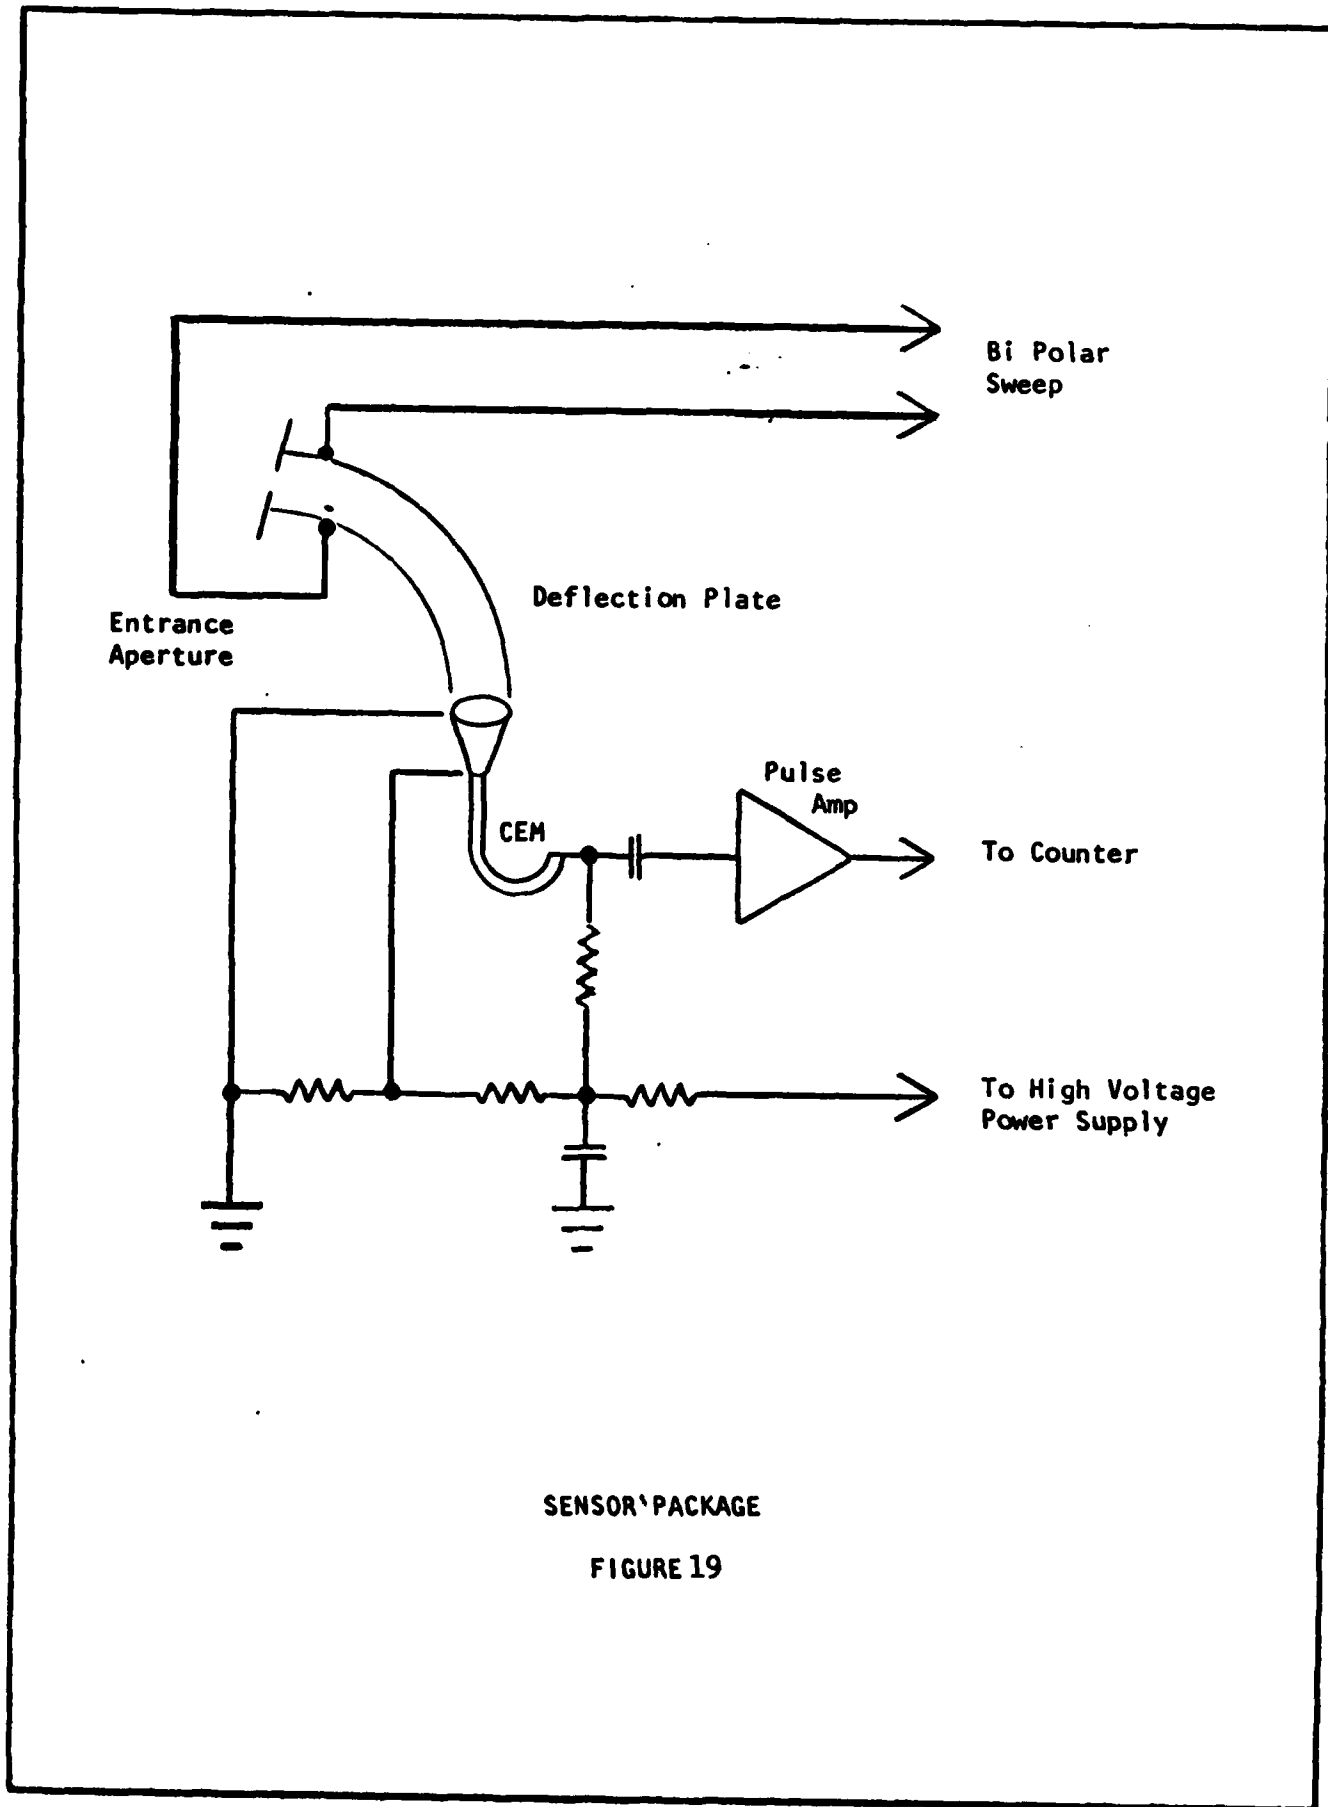 Bi Polar
Sweep
Deflection Plate
Entrance
Aperture
Pulse
Amp
CEM
To Counter
To High Voltage
Power Supply
SENSOR PACKAGE
FIGURE 19